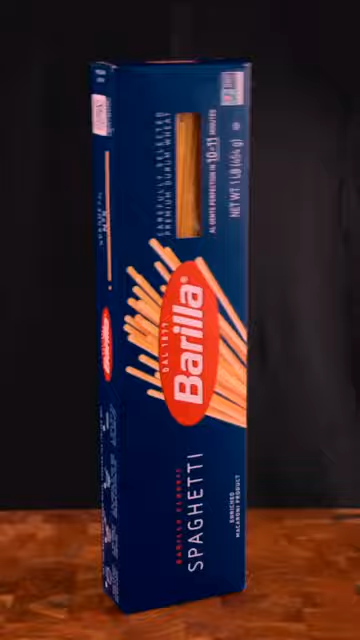 CAREFULLY SELECTED
PREMIUM DURUM WHEAT
AL DENTE PERFECTION IN 10-11 MINUTES
NET WT 1 LB (454 g)
DAL 1877
Barilla®
BARILLA CLASSIC
SPAGHETTI
ENRICHED
MACARONI PRODUCT